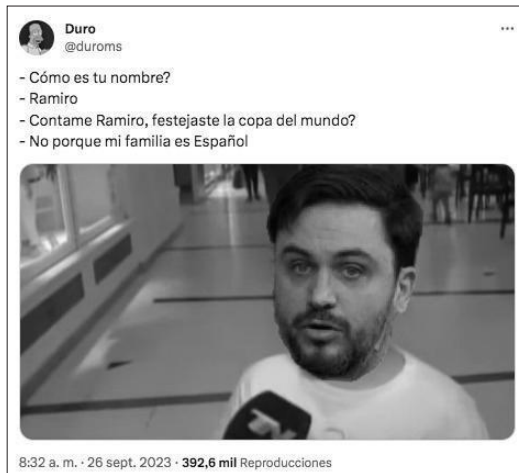 Duro
@duroms
- Cómo es tu nombre?
- Ramiro
- Contame Ramiro, festejaste la copa del mundo?
- No porque mi familia es Español
TN
8:32 a. m. · 26 sept. 2023 · 392,6 mil Reproducciones